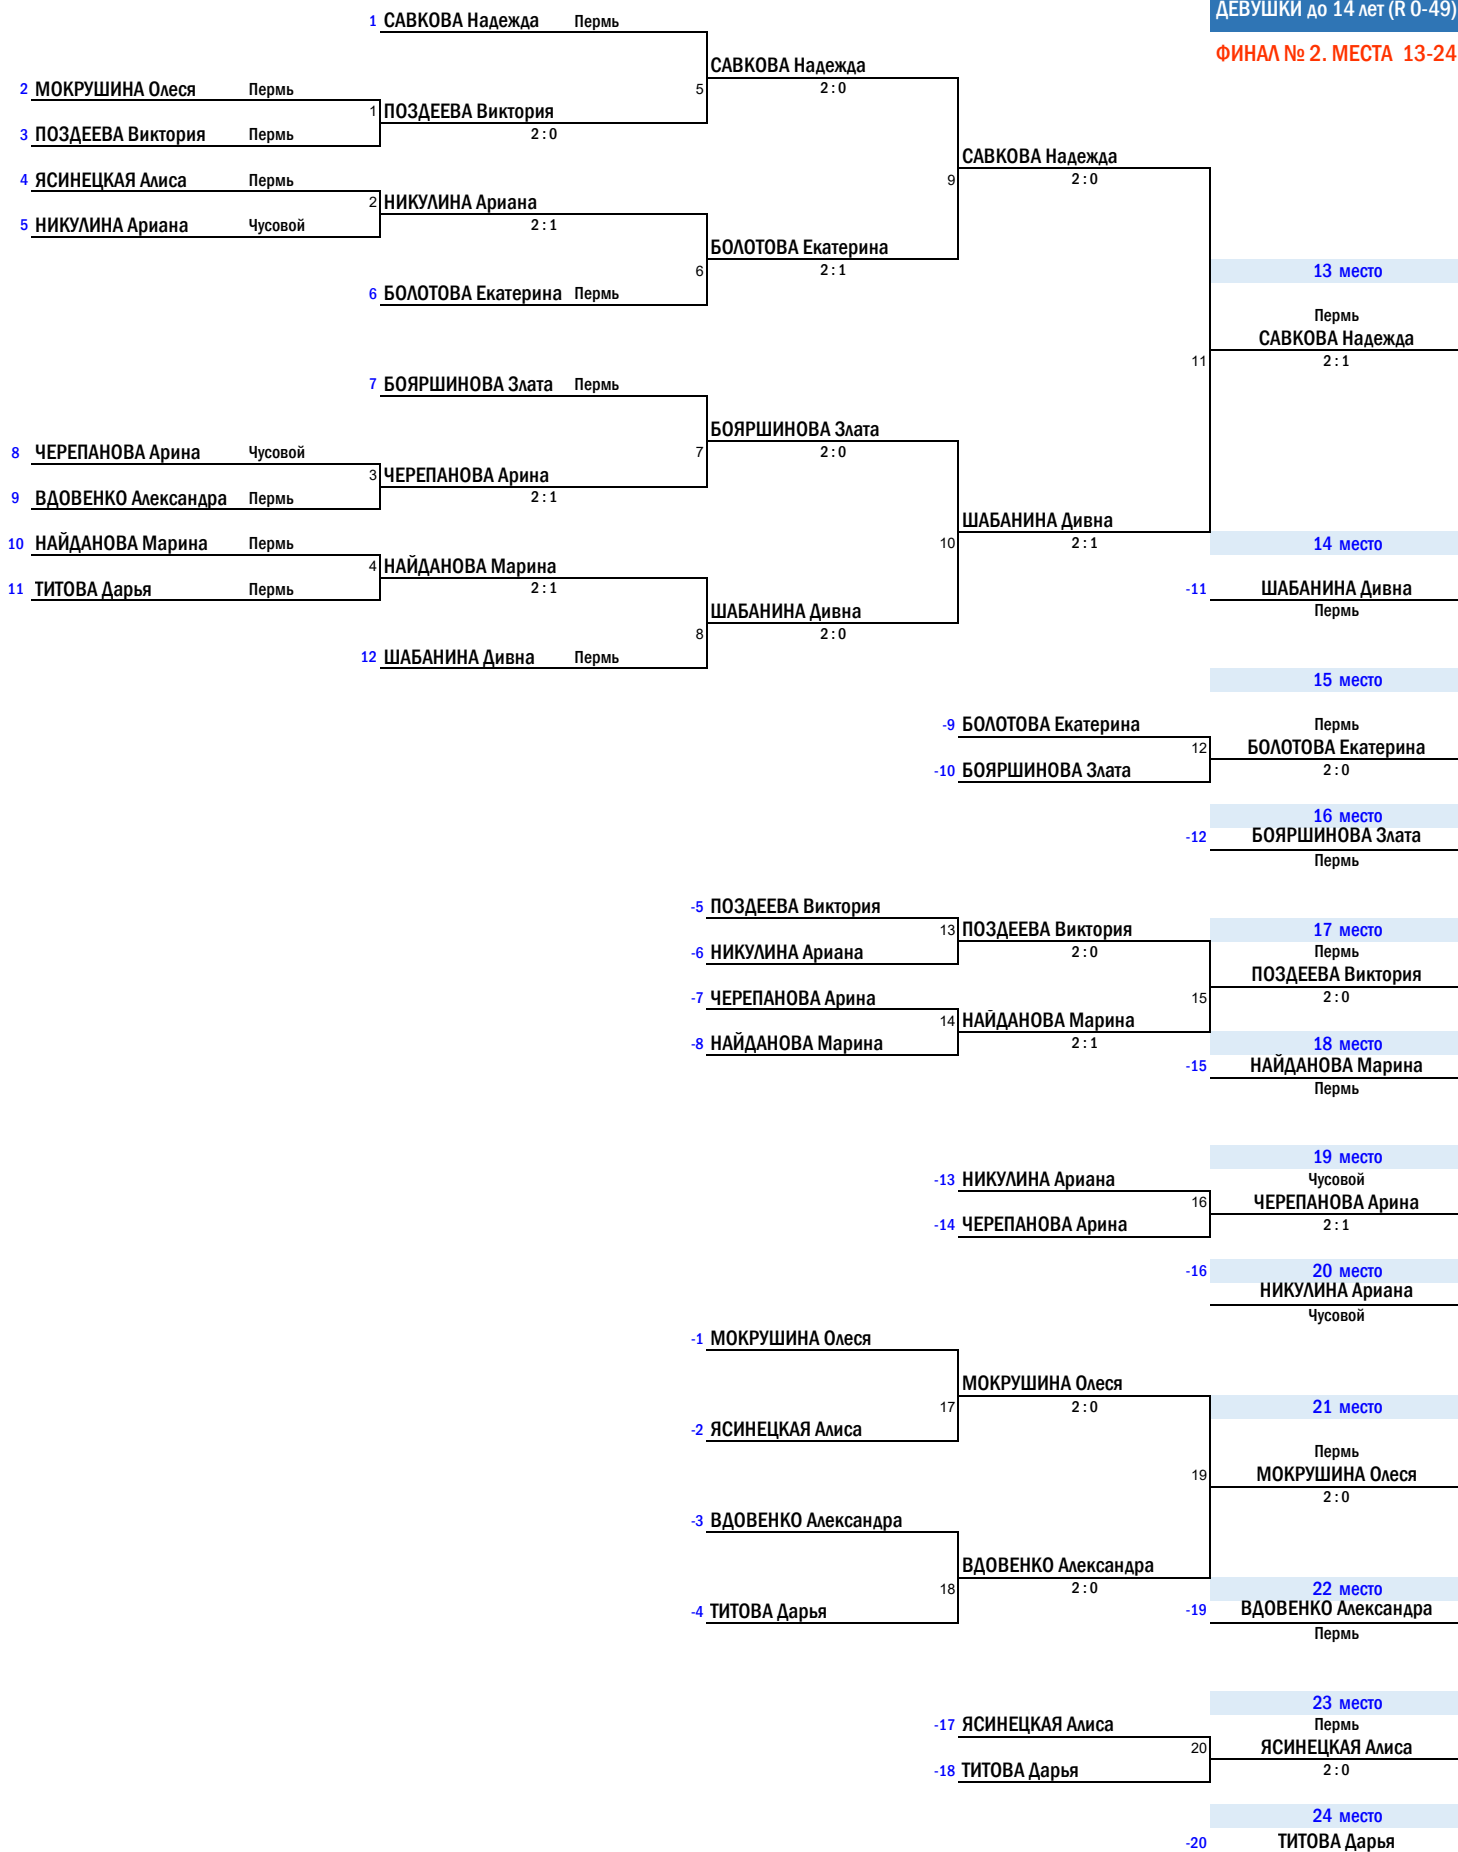 ДЕВУШКИ до 14 лет (R 0-49)
1 САВКОВА Надежда Пермь
ФИНАЛ № 2. МЕСТА 13-24
САВКОВА Надежда
2 МОКРУШИНА Олеся Пермь
5
2 : 0
1 ПОЗДЕЕВА Виктория
3 ПОЗДЕЕВА Виктория Пермь
2 : 0
САВКОВА Надежда
4 ЯСИНЕЦКАЯ Алиса Пермь
9
2 : 0
2 НИКУЛИНА Ариана
5 НИКУЛИНА Ариана Чусовой
2 : 1
БОЛОТОВА Екатерина
6
2 : 1
13 место
6 БОЛОТОВА Екатерина Пермь
Пермь
САВКОВА Надежда
11
2 : 1
7 БОЯРШИНОВА Злата Пермь
БОЯРШИНОВА Злата
8 ЧЕРЕПАНОВА Арина Чусовой
7
2 : 0
3 ЧЕРЕПАНОВА Арина
9 ВДОВЕНКО Александра Пермь
2 : 1
ШАБАНИНА Дивна
10 НАЙДАНОВА Марина Пермь
10
2 : 1
14 место
4 НАЙДАНОВА Марина
11 ТИТОВА Дарья Пермь
2 : 1
-11 ШАБАНИНА Дивна
Пермь
ШАБАНИНА Дивна
8
2 : 0
12 ШАБАНИНА Дивна Пермь
15 место
-9 БОЛОТОВА Екатерина
Пермь
12 БОЛОТОВА Екатерина
-10 БОЯРШИНОВА Злата
2 : 0
16 место
-12 БОЯРШИНОВА Злата
Пермь
-5 ПОЗДЕЕВА Виктория
13 ПОЗДЕЕВА Виктория
17 место
-6 НИКУЛИНА Ариана
2 : 0
Пермь
ПОЗДЕЕВА Виктория
-7 ЧЕРЕПАНОВА Арина
15
2 : 0
14 НАЙДАНОВА Марина
-8 НАЙДАНОВА Марина
2 : 1
18 место
-15 НАЙДАНОВА Марина
Пермь
19 место
-13 НИКУЛИНА Ариана
Чусовой
16 ЧЕРЕПАНОВА Арина
-14 ЧЕРЕПАНОВА Арина
2 : 1
-16
20 место
НИКУЛИНА Ариана
Чусовой
-1 МОКРУШИНА Олеся
МОКРУШИНА Олеся
17
2 : 0
21 место
-2 ЯСИНЕЦКАЯ Алиса
Пермь
19 МОКРУШИНА Олеся
2 : 0
-3 ВДОВЕНКО Александра
ВДОВЕНКО Александра
18
2 : 0
22 место
-4 ТИТОВА Дарья
-19 ВДОВЕНКО Александра
Пермь
23 место
-17 ЯСИНЕЦКАЯ Алиса
Пермь
20 ЯСИНЕЦКАЯ Алиса
-18 ТИТОВА Дарья
2 : 0
24 место
-20 ТИТОВА Дарья